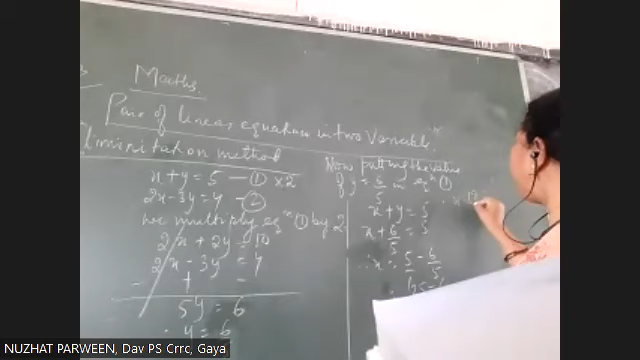 Maths.
Pair of linear equation in two Variable.
Elimination method
x + y = 5 — ① ×2
2x - 3y = 4 — ②
we multiply eqⁿ ① by 2
2x + 2y = 10
2x - 3y = 4
- + -
5y = 6
y = 6
Now putting the value
of y = 6/5 in eqⁿ ①
x + y = 5
x + 6/5 = 5
∴ x = 5 - 6/5
NUZHAT PARWEEN, Dav PS Crrc, Gaya